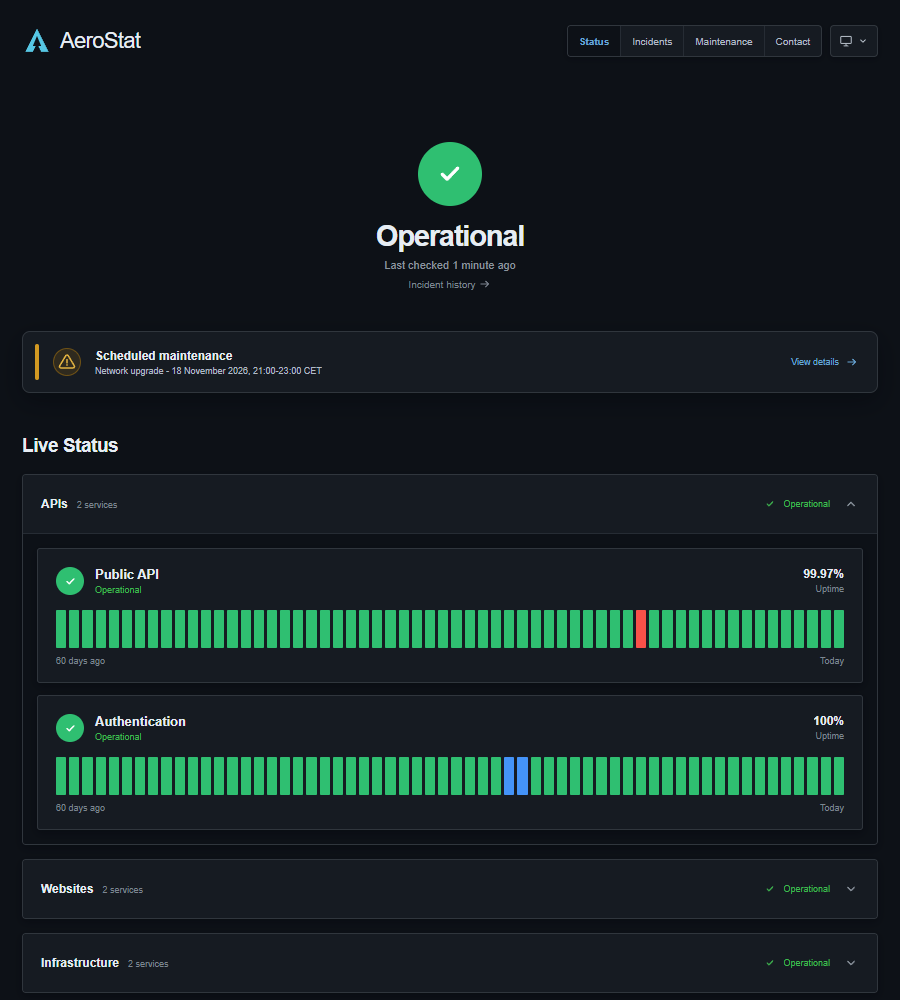 AeroStat
Status Incidents Maintenance Contact
Operational
Last checked 1 minute ago
Incident history
Scheduled maintenance
Network upgrade - 18 November 2026, 21:00-23:00 CET
View details
Live Status
APIs 2 services Operational
Public API 99.97%
Operational Uptime
60 days ago Today
Authentication 100%
Operational Uptime
60 days ago Today
Websites 2 services Operational
Infrastructure 2 services Operational